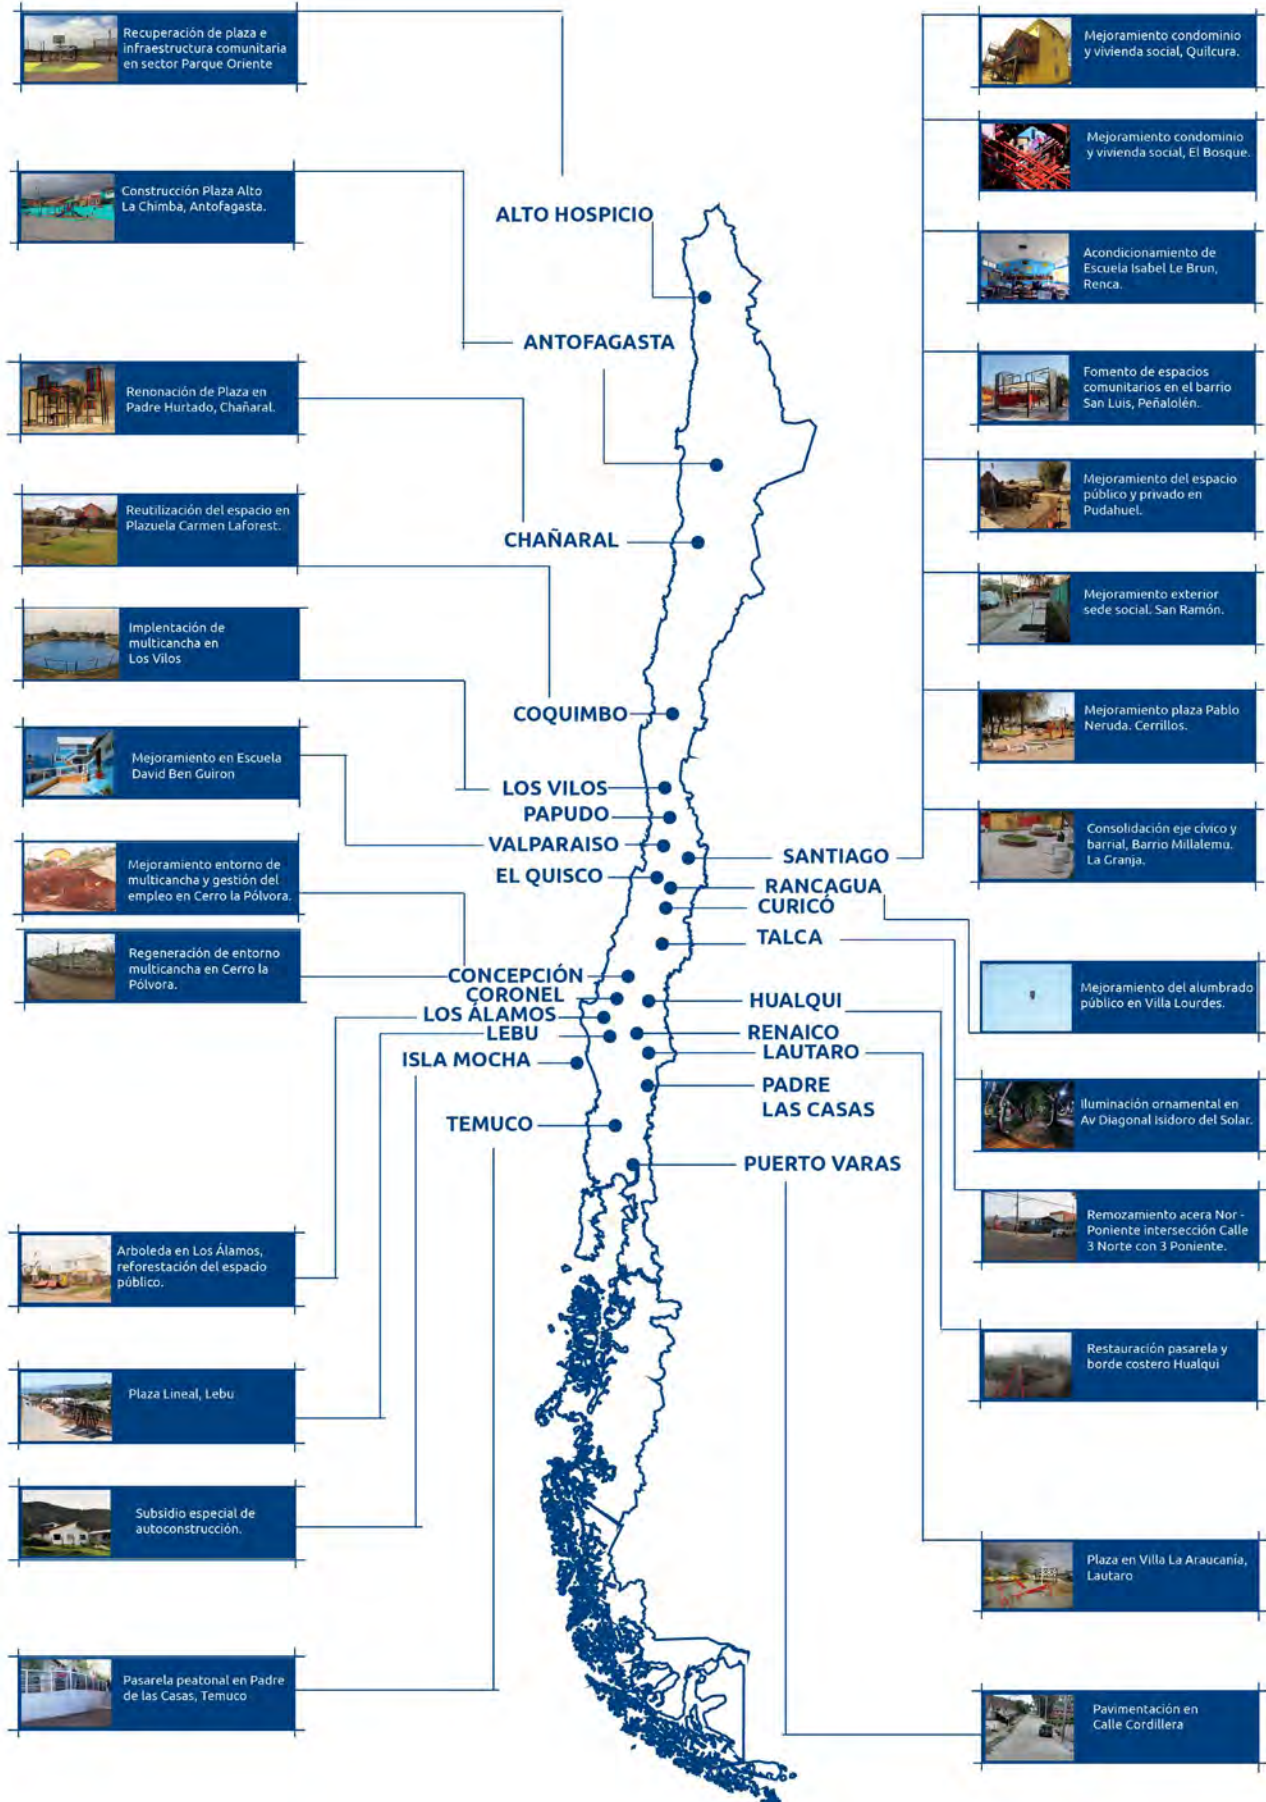 Recuperación de plaza e
infraestructura comunitaria
en sector Parque Oriente
Construcción Plaza Alto
La Chimba, Antofagasta.
Renonación de Plaza en
Padre Hurtado, Chañaral.
Reutilización del espacio en
Plazuela Carmen Laforest.
Implentación de
multicancha en
Los Vilos
Mejoramiento en Escuela
David Ben Guiron
Mejoramiento entorno de
multicancha y gestión del
empleo en Cerro la Pólvora.
Regeneración de entorno
multicancha en Cerro la
Pólvora.
Arboleda en Los Álamos,
reforestación del espacio
público.
Plaza Lineal, Lebu
Subsidio especial de
autoconstrucción.
Pasarela peatonal en Padre
de las Casas, Temuco
ALTO HOSPICIO
ANTOFAGASTA
CHAÑARAL
COQUIMBO
LOS VILOS
PAPUDO
VALPARAISO
EL QUISCO
CONCEPCIÓN
CORONEL
LOS ÁLAMOS
LEBU
ISLA MOCHA
TEMUCO
SANTIAGO
RANCAGUA
CURICÓ
TALCA
HUALQUI
RENAICO
LAUTARO
PADRE
LAS CASAS
PUERTO VARAS
Mejoramiento condominio
y vivienda social, Quilcura.
Mejoramiento condominio
y vivienda social, El Bosque.
Acondicionamiento de
Escuela Isabel Le Brun,
Renca.
Fomento de espacios
comunitarios en el barrio
San Luis, Peñalolén.
Mejoramiento del espacio
público y privado en
Pudahuel.
Mejoramiento exterior
sede social. San Ramón.
Mejoramiento plaza Pablo
Neruda. Cerrillos.
Consolidación eje cívico y
barrial, Barrio Millalemu.
La Granja.
Mejoramiento del alumbrado
público en Villa Lourdes.
Iluminación ornamental en
Av Diagonal Isidoro del Solar.
Remozamiento acera Nor -
Poniente intersección Calle
3 Norte con 3 Poniente.
Restauración pasarela y
borde costero Hualqui
Plaza en Villa La Araucanía,
Lautaro
Pavimentación en
Calle Cordillera